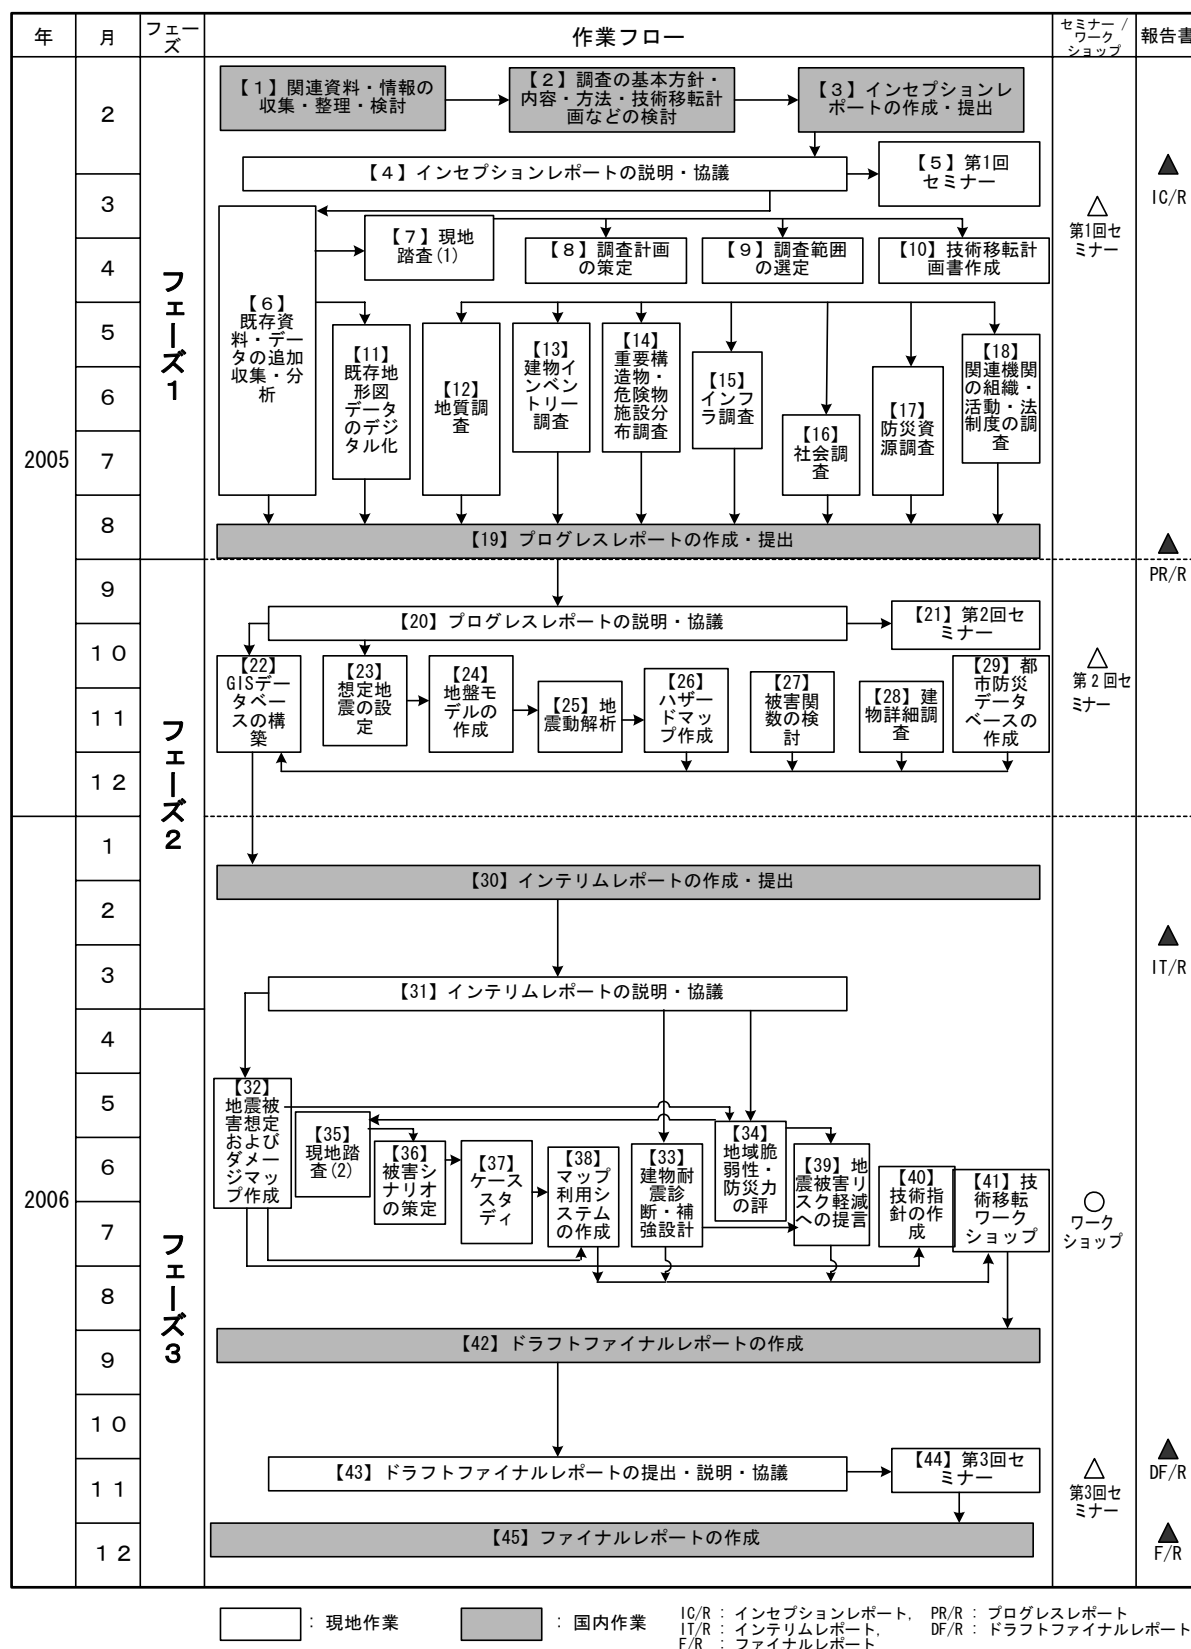 年
月
フェー
ズ
作業フロー
セミナー /
ワーク
ショップ
報告書
2005
2006
2
3
4
5
6
7
8
9
１０
１１
１２
1
2
3
4
5
6
7
8
9
１０
１１
１２
フェーズ1
フェーズ2
フェーズ3
【１】関連資料・情報の
収集・整理・検討
【２】調査の基本方針・
内容・方法・技術移転計
画などの検討
【３】インセプションレ
ポートの作成・提出
【４】インセプションレポートの説明・協議
【５】第1回
セミナー
【６】
既存資
料・デー
タの追加
収集・分
析
【７】現地
踏査(1)
【８】調査計画
の策定
【９】調査範囲
の選定
【10】技術移転計
画書作成
【11】
既存地
形図
データ
のデジ
タル化
【12】
地質調
査
【13】
建物イ
ンベン
トリー
調査
【14】
重要構
造物・
危険物
施設分
布調査
【15】
インフ
ラ調査
【16】
社会調
査
【17】
防災資
源調査
【18】
関連機関
の組織・
活動・法
制度の調
査
【19】プログレスレポートの作成・提出
【20】プログレスレポートの説明・協議
【21】第2回セ
ミナー
【22】
GISデー
タベー
スの構
築
【23】
想定地
震の設
定
【24】
地盤モ
デルの
作成
【25】地
震動解析
【26】
ハザー
ドマッ
プ作成
【27】
被害関
数の検
討
【28】建
物詳細調
査
【29】都
市防災
データ
ベースの
作成
【30】インテリムレポートの作成・提出
【31】インテリムレポートの説明・協議
【32】
地震被
害想定
および
ダメー
ジマッ
プ作成
【35】
現地踏
査(2)
【36】
被害シ
ナリオ
の策定
【37】
ケース
スタ
ディ
【38】
マップ
利用シ
ステム
の作成
【33】
建物耐
震診
断・補
強設計
【34】
地域脆
弱性・
防災力
の評
【39】地
震被害リ
スク軽減
への提言
【40】
技術指
針の作
成
【41】技
術移転
ワーク
ショップ
【42】ドラフトファイナルレポートの作成
【43】ドラフトファイナルレポートの提出・説明・協議
【44】第3回セ
ミナー
【45】ファイナルレポートの作成
第1回セ
ミナー
第２回セ
ミナー
ワーク
ショップ
第3回セ
ミナー
IC/R
PR/R
IT/R
DF/R
F/R
：現地作業
：国内作業
IC/R ： インセプションレポート, PR/R ： プログレスレポート
IT/R ： インテリムレポート, DF/R ： ドラフトファイナルレポート
F/R ： ファイナルレポート